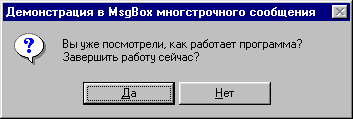 Демонстрация в MsgBox многострочного сообщения
Вы уже посмотрели, как работает программа?
Завершить работу сейчас?
Да
Нет